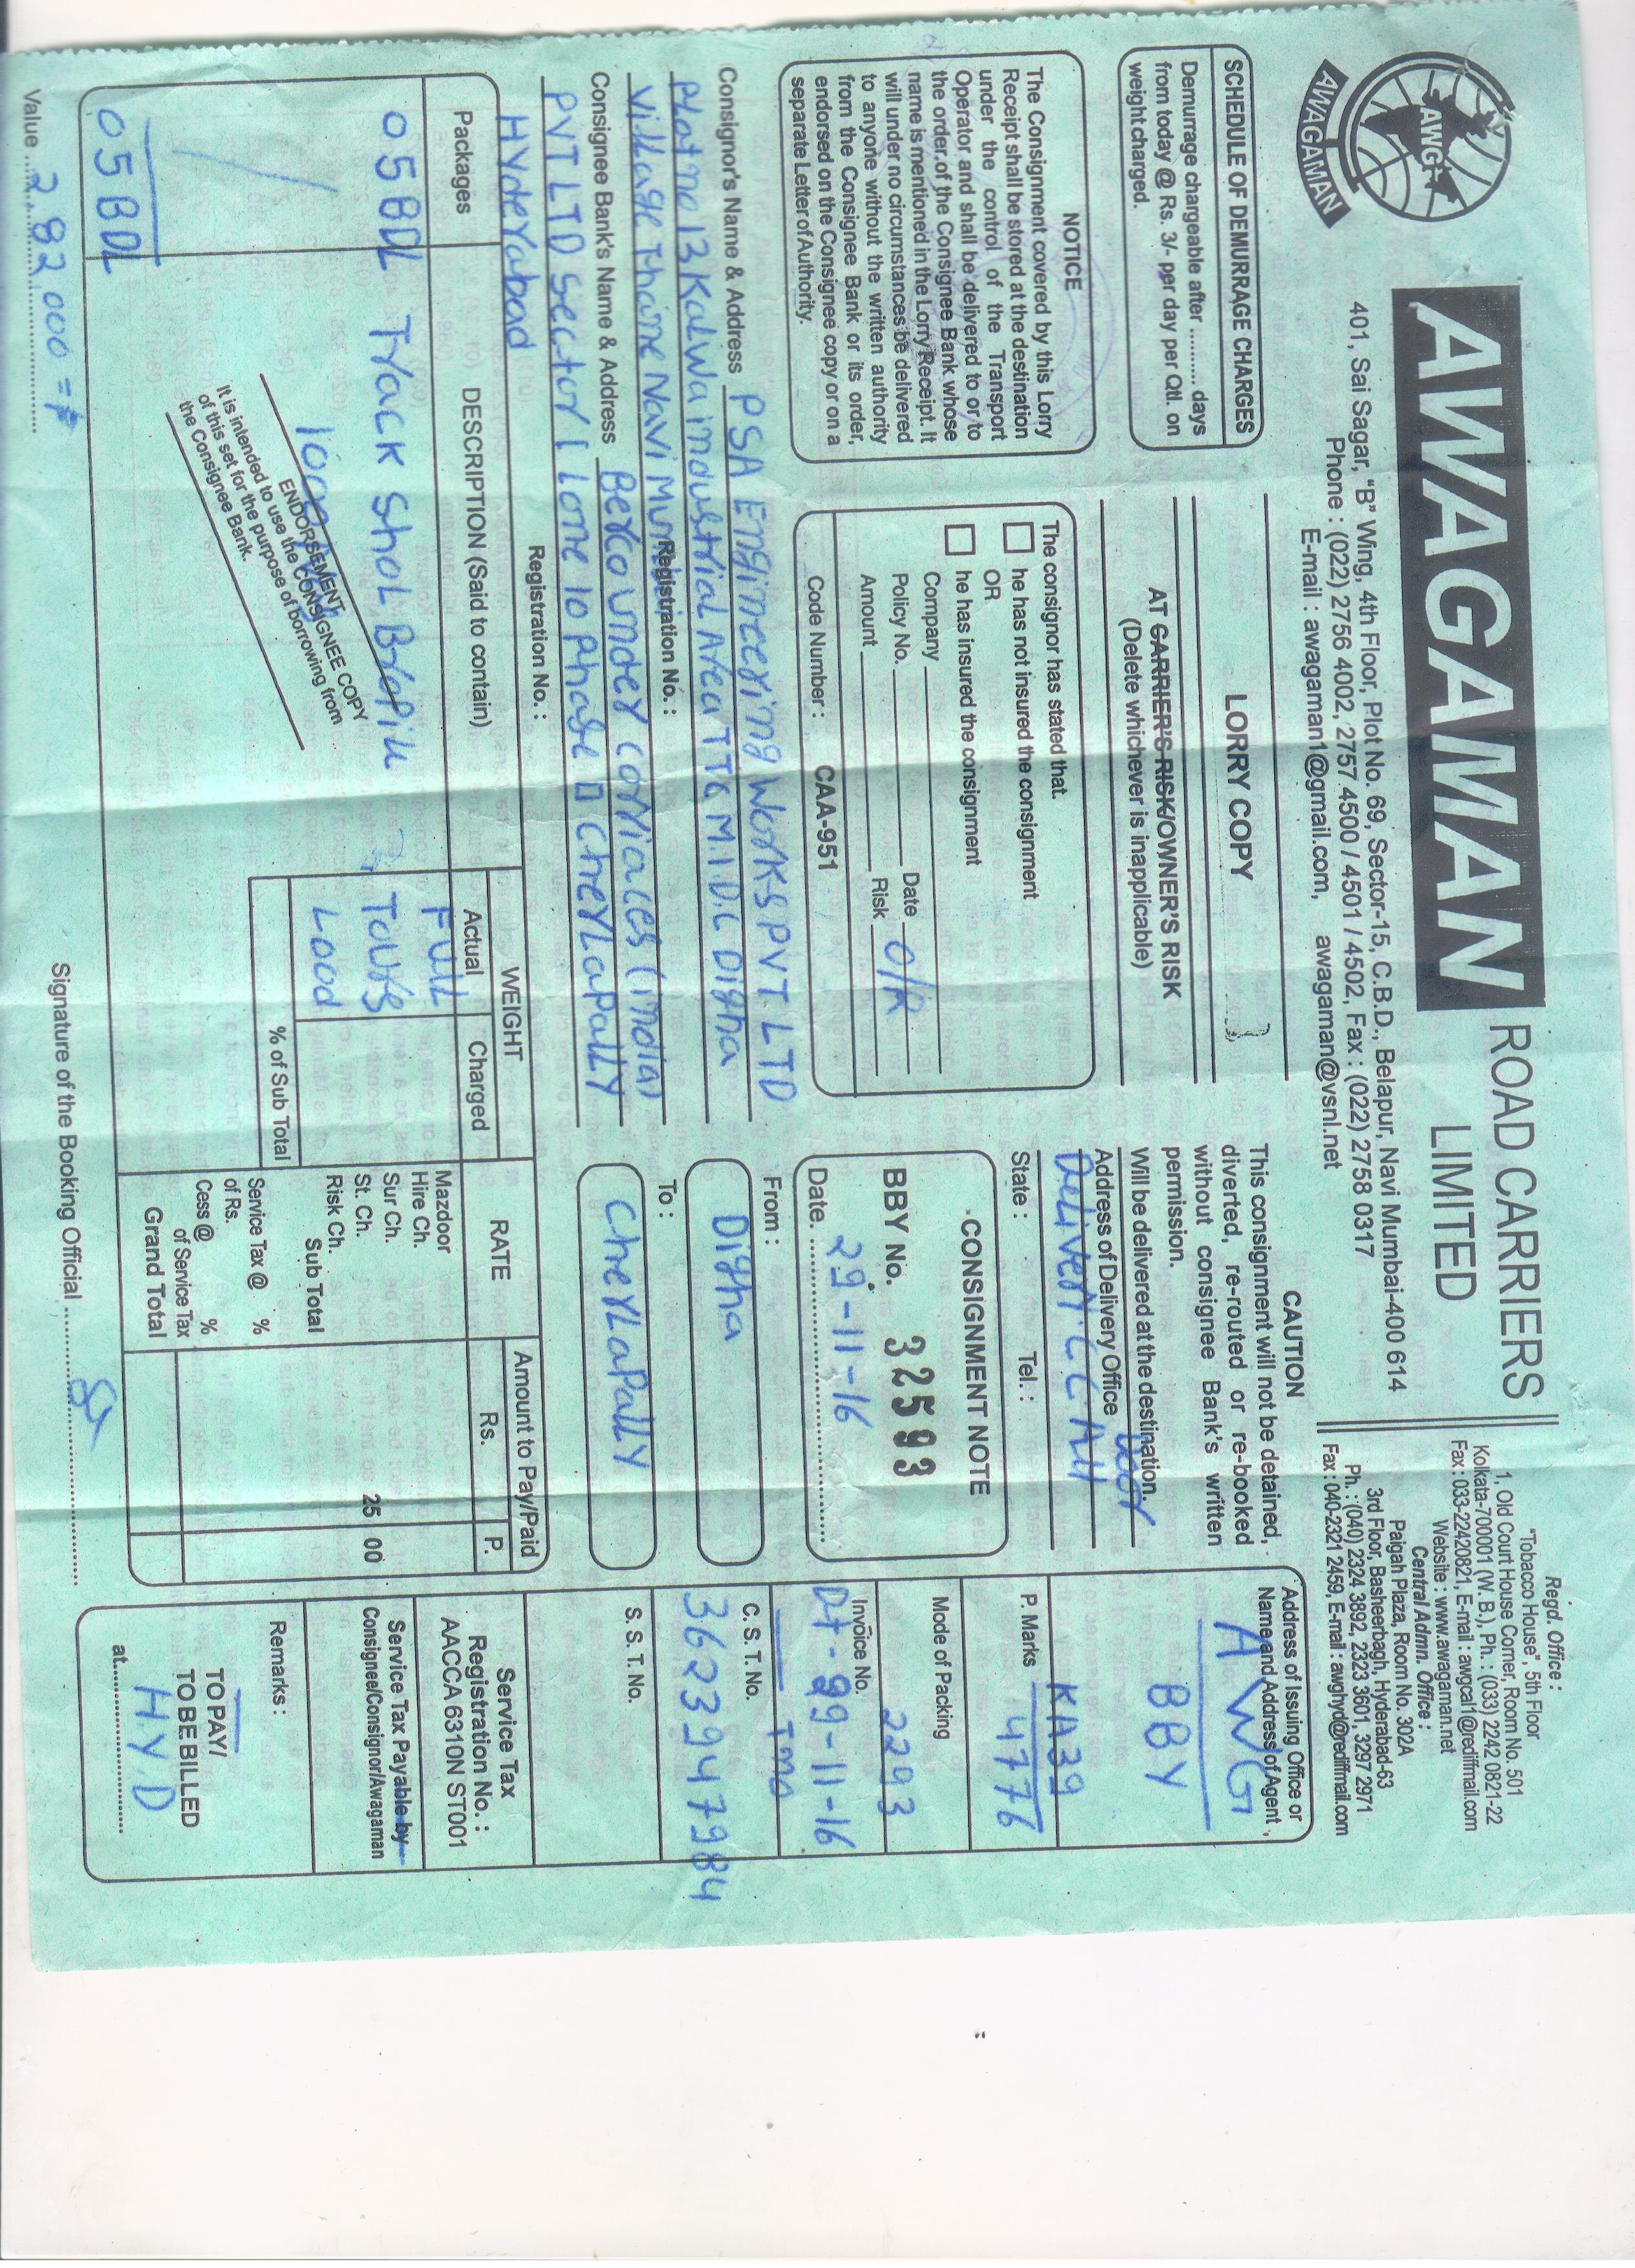 AWG
AWAGAMAN
AWAGAMAN ROAD CARRIERS
LIMITED
401, Sai Sagar, "B" Wing, 4th Floor, Plot No. 69, Sector-15, C.B.D., Belapur, Navi Mumbai-400 614
Phone : (022) 2756 4002, 2757 4500 / 4501 / 4502, Fax : (022) 2758 0317
E-mail : awagaman1@gmail.com, awagaman@vsnl.net
Regd. Office :
"Tobacco House", 5th Floor
1, Old Court House Corner, Room No. 501
Kolkata-700001 (W. B.), Ph. : (033) 2242 0821-22
Fax : 033-22420821, E-mail : awgcal1@rediffmail.com
Website : www.awagaman.net
Central Admn. Office :
Paigah Plaza, Room No. 302A
3rd Floor, Basheerbagh, Hyderabad-63
Ph. : (040) 2324 3892, 2323 3601, 3297 2971
Fax : 040-2321 2459, E-mail : awghyd@rediffmail.com
SCHEDULE OF DEMURRAGE CHARGES
Demurrage chargeable after ......... days
from today @ Rs. 3/- per day per Qtl. on
weight charged.
NOTICE
The Consignment covered by this Lorry
Receipt shall be stored at the destination
under the control of the Transport
Operator and shall be delivered to or to
the order of the Consignee Bank whose
name is mentioned in the Lorry Receipt. It
will under no circumstances be delivered
to anyone without the written authority
from the Consignee Bank or its order,
endorsed on the Consignee copy or on a
separate Letter of Authority.
LORRY COPY
AT CARRIER'S RISK/OWNER'S RISK
(Delete whichever is inapplicable)
The consignor has stated that.
he has not insured the consignment
OR
he has insured the consignment
Company
Policy No. Date O/R
Amount Risk
Code Number : CAA-951
CAUTION
This consignment will not be detained,
diverted, re-routed or re-booked
without consignee Bank's written
permission.
Will be delivered at the destination.
Address of Delivery Office Door
State : Tel. :
CONSIGNMENT NOTE
BBY No. 32593
Date. 29-11-16
From :
Digha
To :
Cherlapally
Address of Issuing Office or
Name and Address of Agent
AWG
BBY
KA39
P. Marks 4776
Mode of Packing
Invoice No. 2293
Dt - 29-11-16
C. S. T. No.
36239479984
S. S. T. No.
Service Tax
Registration No. :
AACCA 6310N ST001
Service Tax Payable by
Consigne/Consignor/Awagaman
Remarks :
TO PAY/
TO BE BILLED
at H.Y.D
Consignor's Name & Address PSA Engineering Works PVT LTD
Plot no 13 Kalwa industrial Area TTC M.I.D.C Digha
Village Thane Navi Mumbai Registration No. :
Consignee Bank's Name & Address Berco under carriaces (india)
PVT LTD Sector 1 Lone 10 Phase II Cherlapally
Hyderabad Registration No. :
Packages DESCRIPTION (Said to contain) WEIGHT RATE Amount to Pay/Paid
Actual Charged Rs. P.
05 BDL Track Shol
Full
Load
Mazdoor
Hire Ch.
Sur Ch.
St. Ch. 25 00
Risk Ch.
Sub Total
% of Sub Total
Service Tax @ %
of Rs.
Cess @ %
of Service Tax
Grand Total
ENDORSEMENT
It is intended to use the CONSIGNEE COPY
of this set for the purpose of borrowing from
the Consignee Bank.
05 BDL
Value 2,82,000 =
Signature of the Booking Official